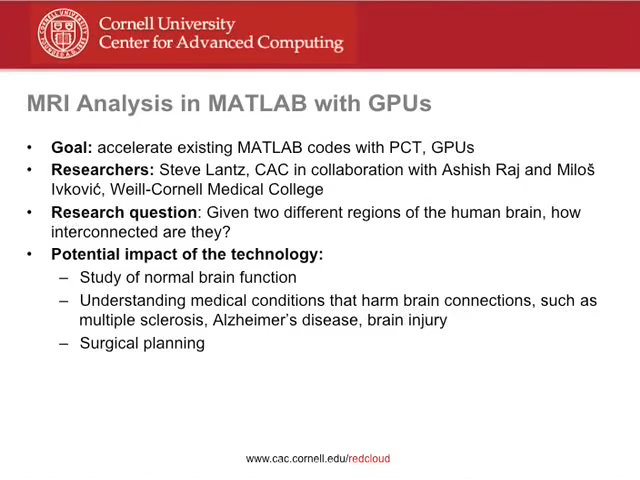 Cornell University
Center for Advanced Computing
MRI Analysis in MATLAB with GPUs
• Goal: accelerate existing MATLAB codes with PCT, GPUs
• Researchers: Steve Lantz, CAC in collaboration with Ashish Raj and Miloš
Ivković, Weill-Cornell Medical College
• Research question: Given two different regions of the human brain, how
interconnected are they?
• Potential impact of the technology:
– Study of normal brain function
– Understanding medical conditions that harm brain connections, such as
multiple sclerosis, Alzheimer’s disease, brain injury
– Surgical planning
www.cac.cornell.edu/redcloud